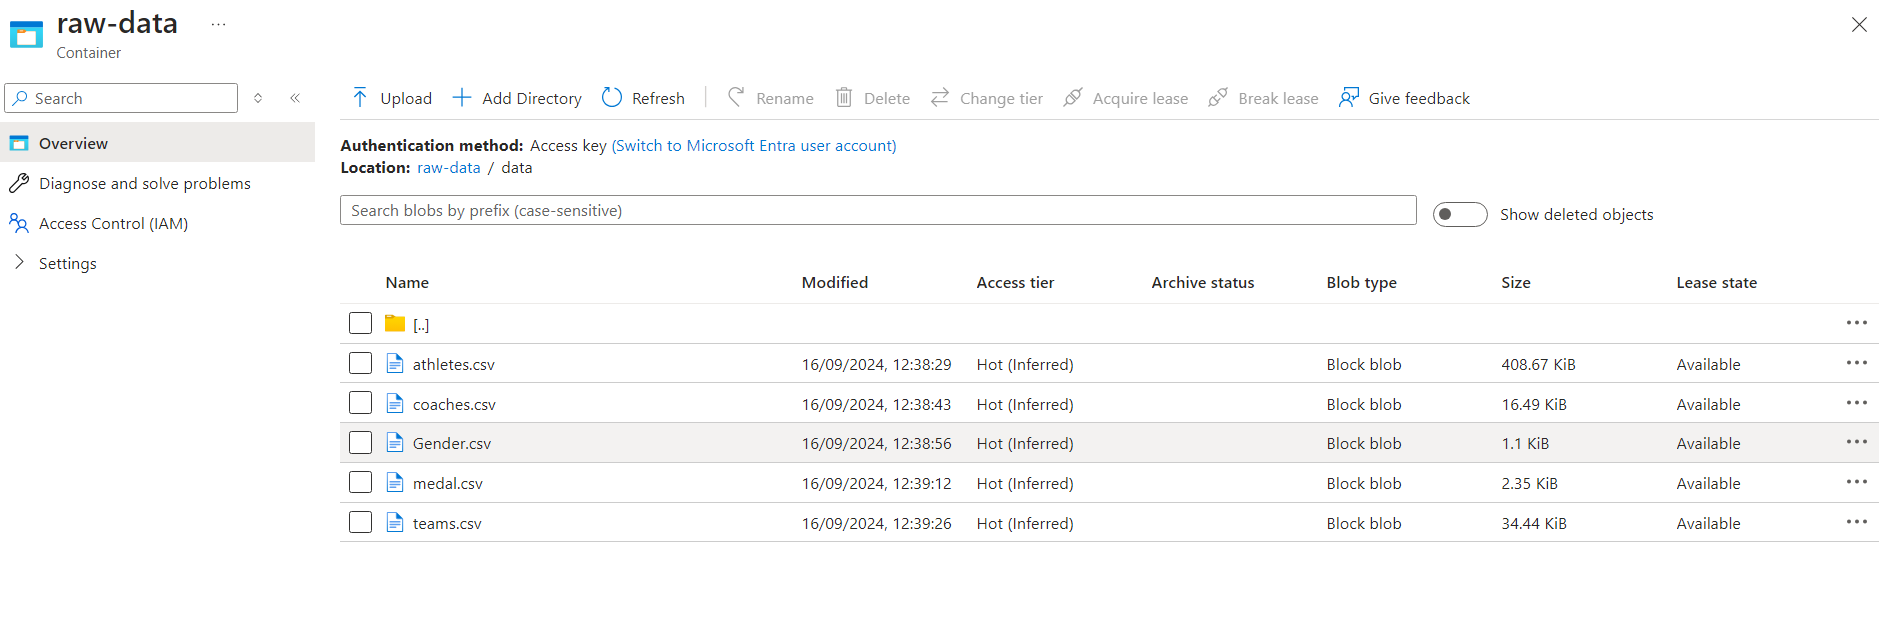 raw-data ...
Container
Search
Overview
Diagnose and solve problems
Access Control (IAM)
Settings
Upload Add Directory Refresh Rename Delete Change tier Acquire lease Break lease Give feedback
Authentication method: Access key (Switch to Microsoft Entra user account)
Location: raw-data / data
Search blobs by prefix (case-sensitive)
Show deleted objects
Name Modified Access tier Archive status Blob type Size Lease state
[..]
athletes.csv 16/09/2024, 12:38:29 Hot (Inferred) Block blob 408.67 KiB Available
coaches.csv 16/09/2024, 12:38:43 Hot (Inferred) Block blob 16.49 KiB Available
Gender.csv 16/09/2024, 12:38:56 Hot (Inferred) Block blob 1.1 KiB Available
medal.csv 16/09/2024, 12:39:12 Hot (Inferred) Block blob 2.35 KiB Available
teams.csv 16/09/2024, 12:39:26 Hot (Inferred) Block blob 34.44 KiB Available